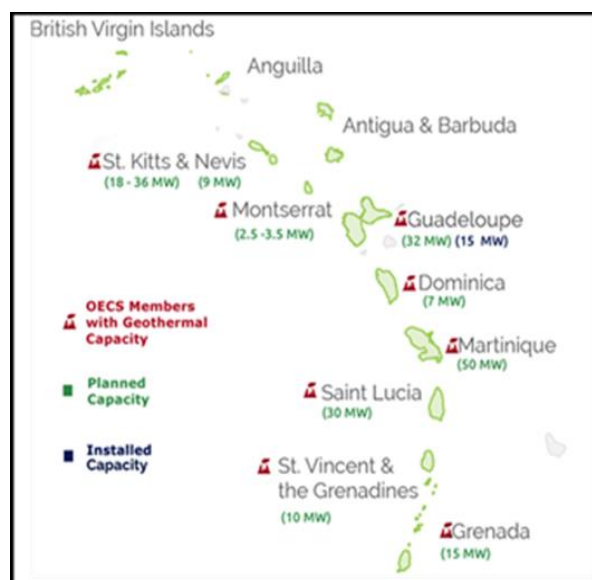 British Virgin Islands
Anguilla
Antigua & Barbuda
St. Kitts & Nevis
(18 - 36 MW) (9 MW)
Montserrat
(2.5 -3.5 MW)
Guadeloupe
(32 MW) (15 MW)
Dominica
(7 MW)
OECS Members
with Geothermal
Capacity
Martinique
(50 MW)
Planned
Capacity
Saint Lucia
(30 MW)
Installed
Capacity
St. Vincent &
the Grenadines
(10 MW)
Grenada
(15 MW)